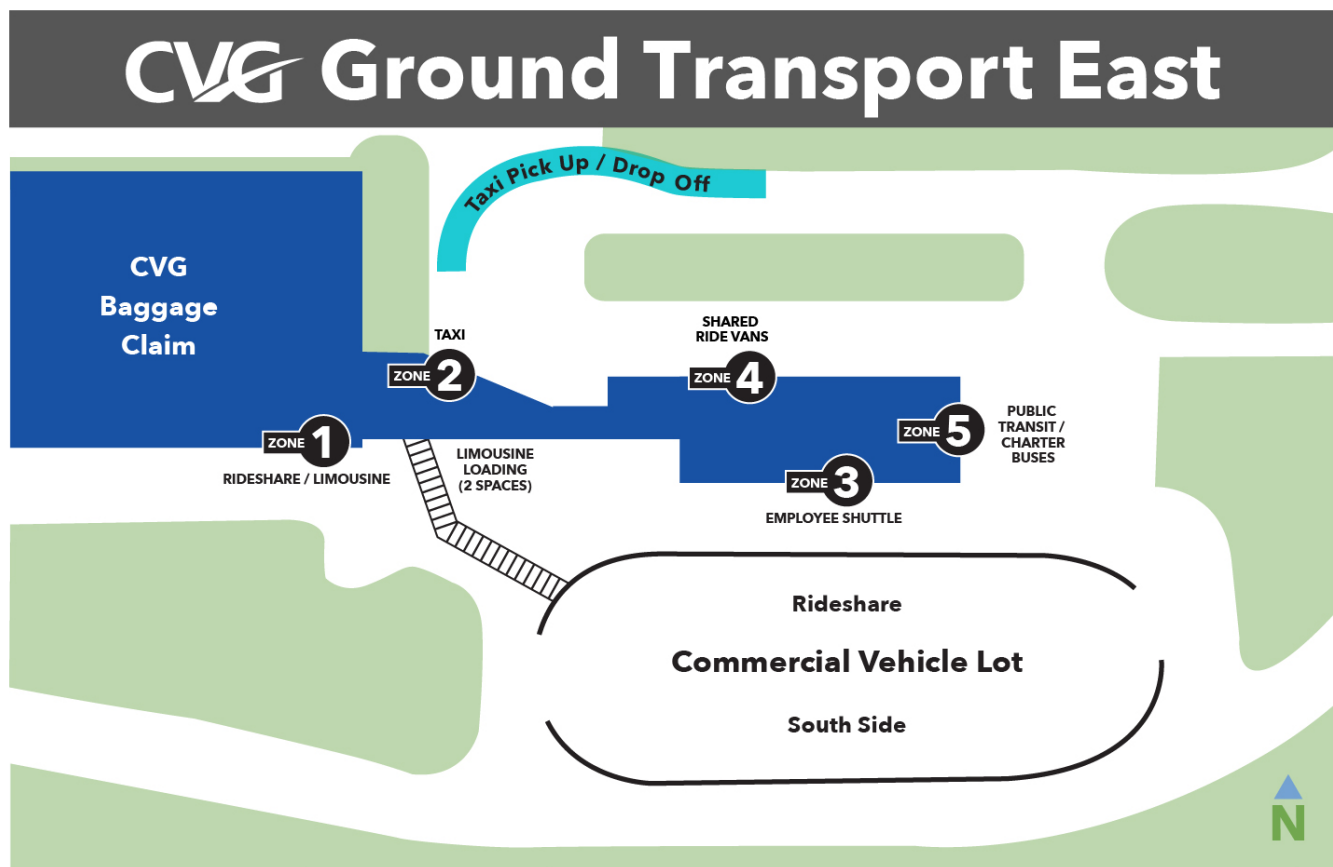 CVG Ground Transport East
Taxi Pick Up / Drop Off
CVG
Baggage
Claim
TAXI
ZONE 2
SHARED
RIDE VANS
ZONE 4
ZONE 1
RIDESHARE / LIMOUSINE
LIMOUSINE
LOADING
(2 SPACES)
ZONE 5
PUBLIC
TRANSIT /
CHARTER
BUSES
ZONE 3
EMPLOYEE SHUTTLE
Rideshare
Commercial Vehicle Lot
South Side
N